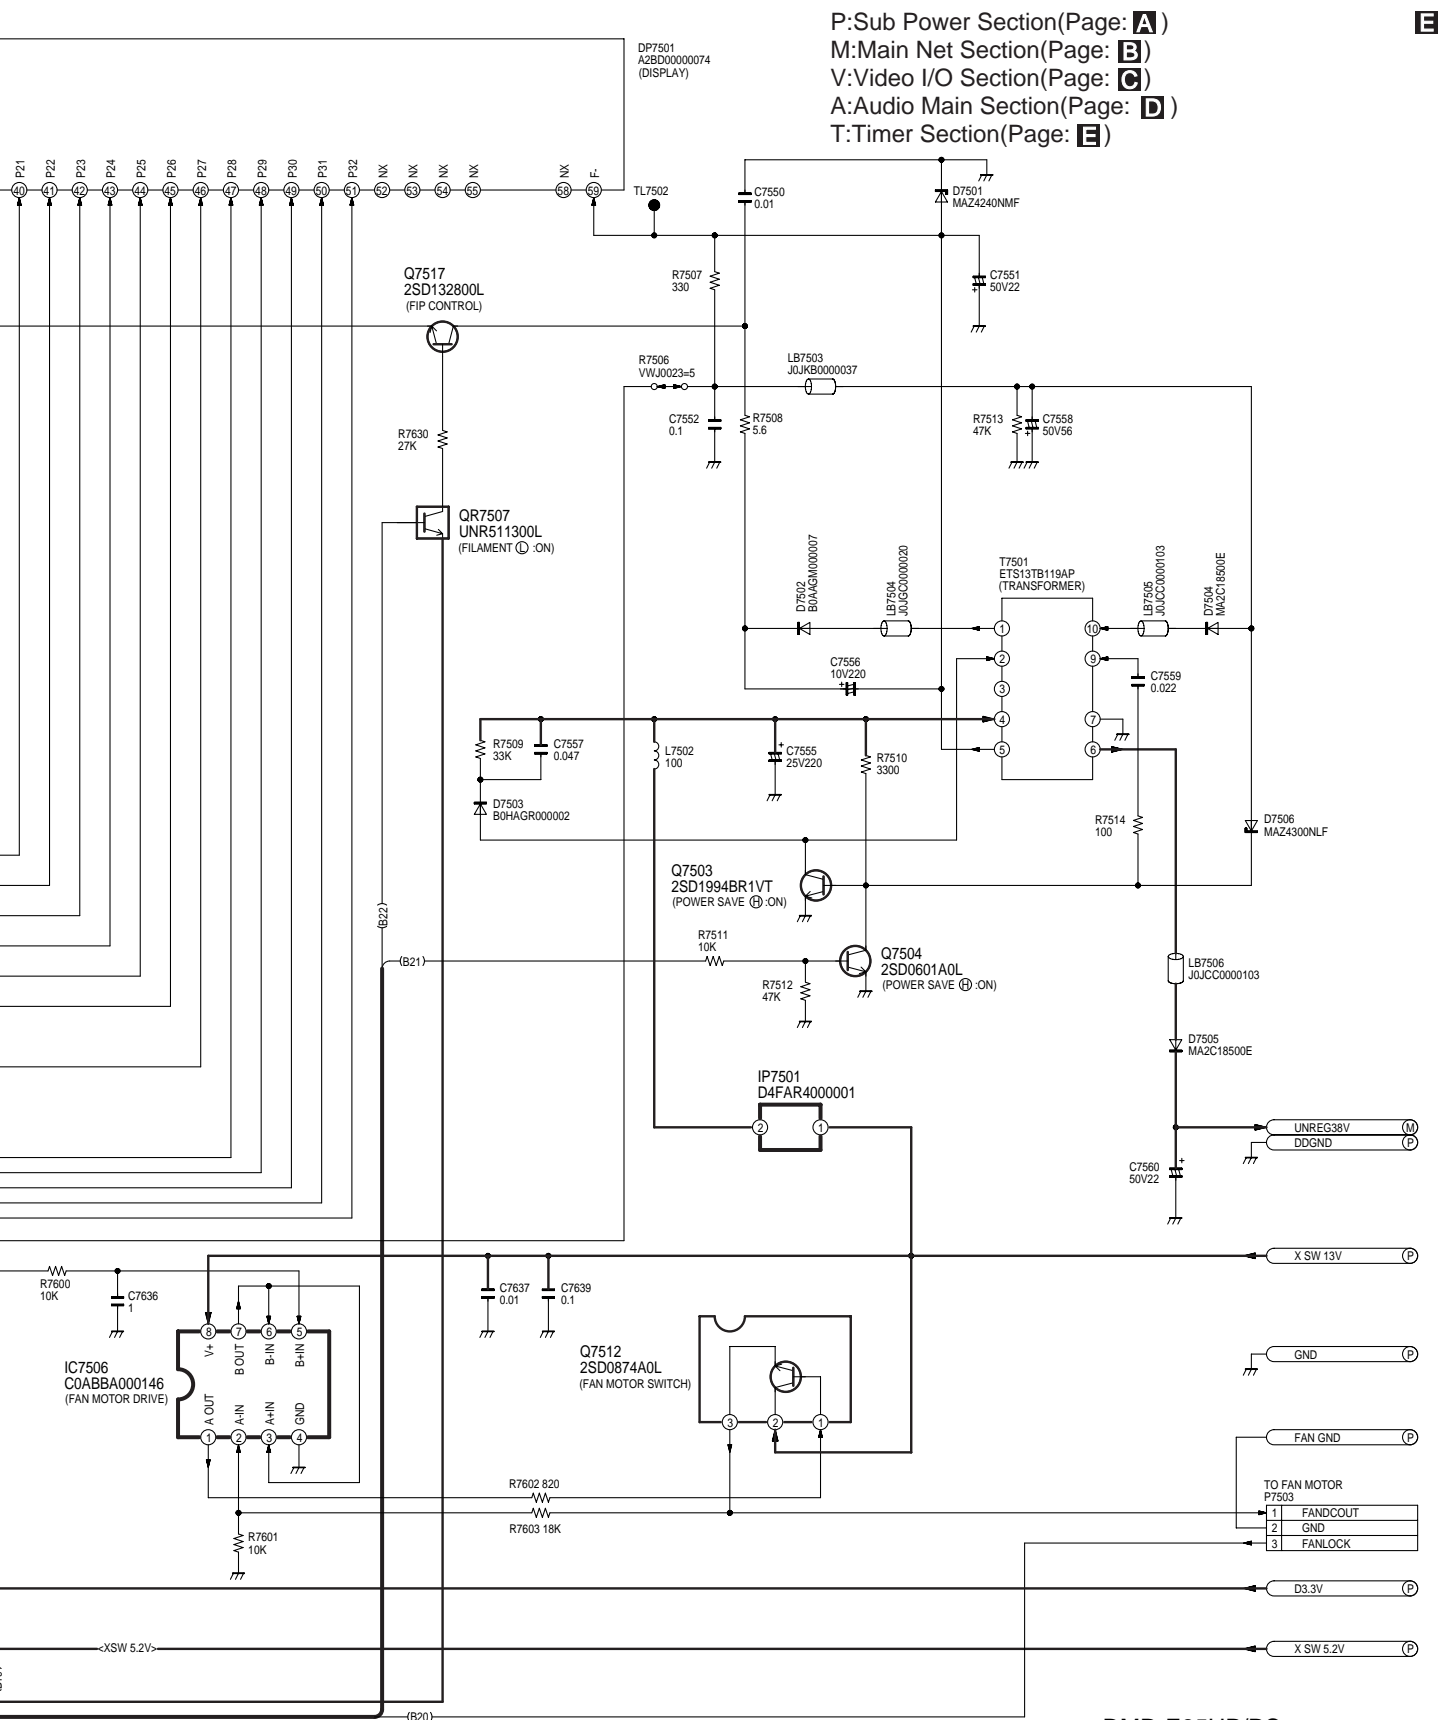 P:Sub Power Section(Page: A )
E
M:Main Net Section(Page: B)
V:Video I/O Section(Page: C)
A:Audio Main Section(Page: D )
T:Timer Section(Page: E )
DP7501
A2BD00000074
(DISPLAY)
P21 P22 P23 P24 P25 P26 P27 P28 P29 P30 P31 P32 NX NX NX NX NX F-
40 41 42 43 44 45 46 47 48 49 50 51 52 53 54 55 58 59
TL7502
C7550
0.01
D7501
MAZ4240NMF
Q7517
2SD132800L
(FIP CONTROL)
R7507
330
C7551
50V22
+
R7506
VWJ0023=5
LB7503
J0JKB0000037
C7552
0.1
R7508
5.6
R7513
47K
C7558
50V56
+
R7630
27K
QR7507
UNR511300L
(FILAMENT L :ON)
D7502
B0AAGM000007
LB7504
J0JGC0000020
T7501
ETS13TB119AP
(TRANSFORMER)
LB7505
J0JCC0000103
D7504
MA2C18500E
1 10
2 9
3
4 7
5 6
C7556
10V220
+
C7559
0.022
R7509
33K
C7557
0.047
L7502
100
+
C7555
25V220
R7510
3300
D7503
B0HAGR000002
R7514
100
D7506
MAZ4300NLF
Q7503
2SD1994BR1VT
(POWER SAVE H :ON)
(B22)
(B21)
R7511
10K
R7512
47K
Q7504
2SD0601A0L
(POWER SAVE H :ON)
LB7506
J0JCC0000103
D7505
MA2C18500E
IP7501
D4FAR4000001
2 1
UNREG38V M
DDGND P
C7560
50V22
+
X SW 13V P
R7600
10K
C7636
1
C7637
0.01
C7639
0.1
8 7 6 5
V+ B OUT B-IN B+IN
IC7506
C0ABBA000146
(FAN MOTOR DRIVE)
A OUT A-IN A+IN GND
1 2 3 4
Q7512
2SD0874A0L
(FAN MOTOR SWITCH)
3 2 1
GND P
FAN GND P
R7602 820
R7603 18K
TO FAN MOTOR
P7503
1 FANDCOUT
2 GND
3 FANLOCK
R7601
10K
D3.3V P
<XSW 5.2V>
X SW 5.2V P
(B20)